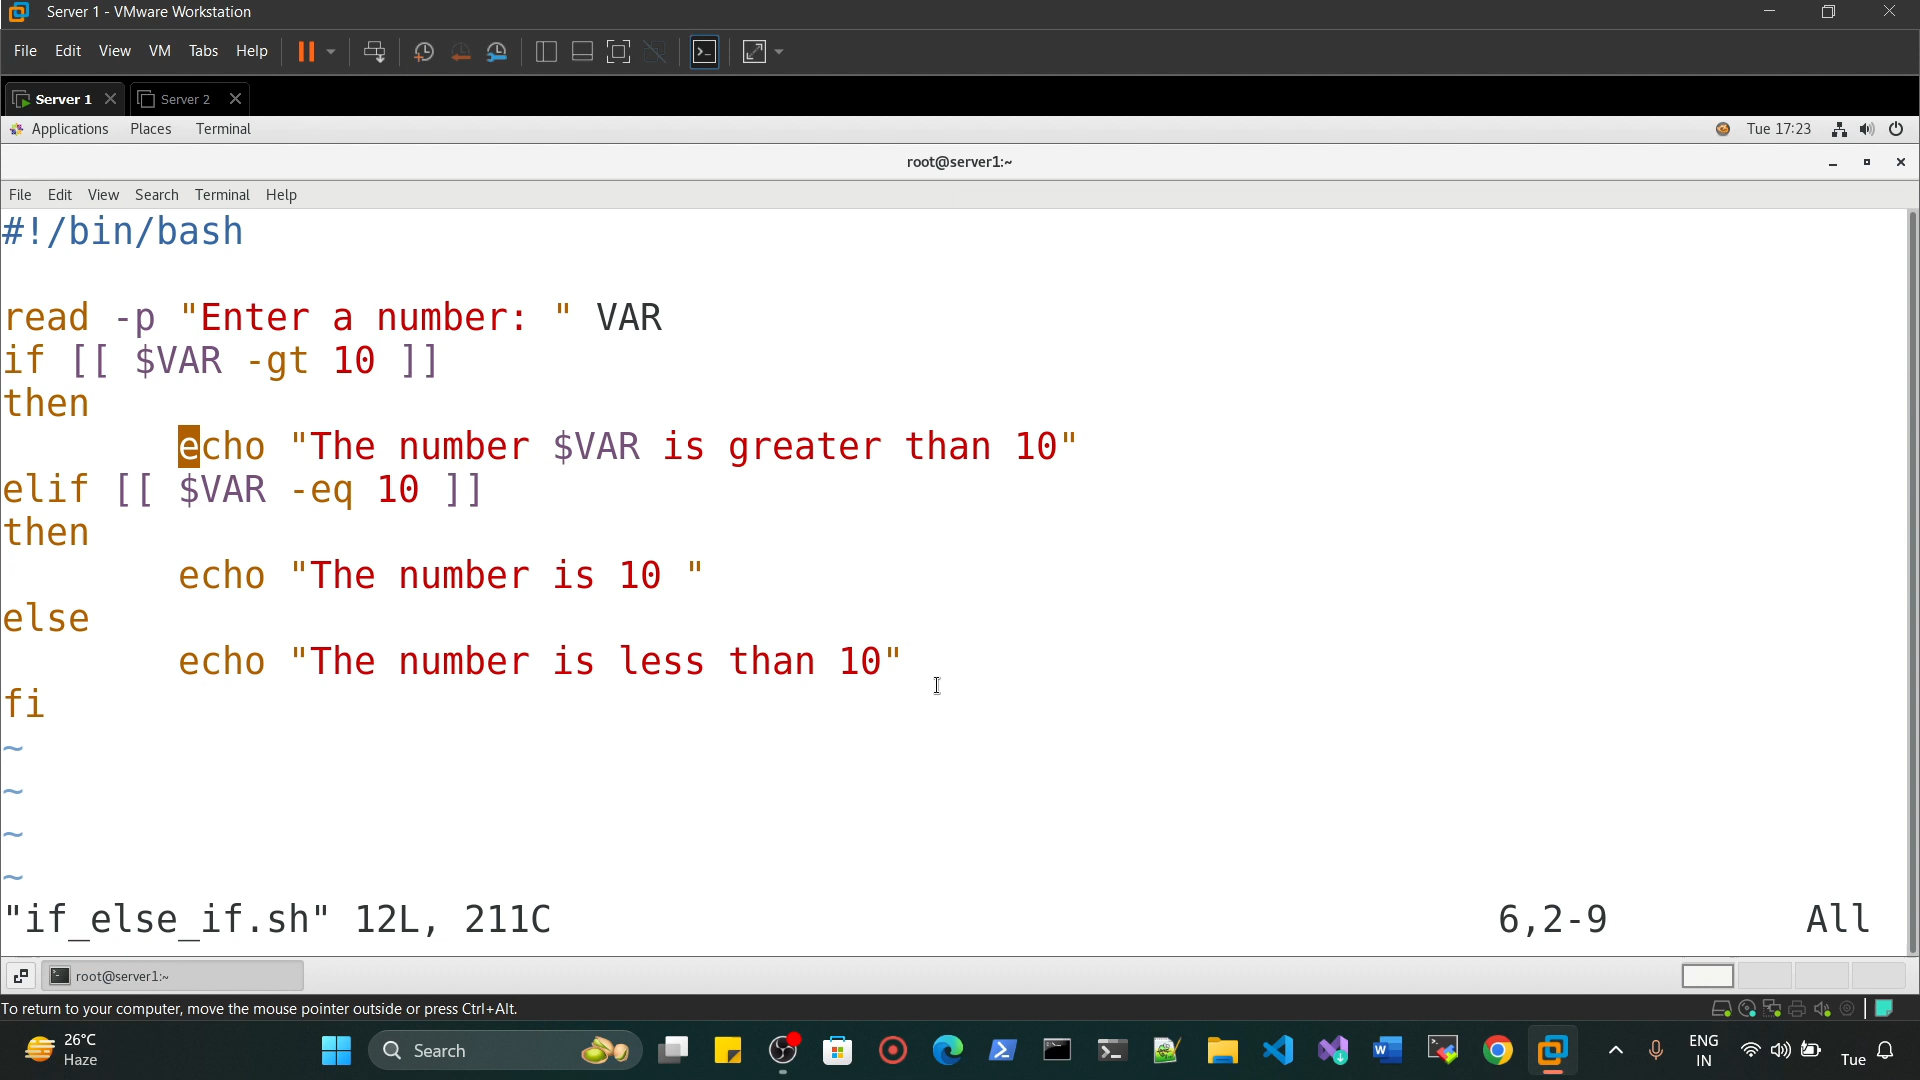 Server 1 - VMware Workstation
File Edit View VM Tabs Help
Server 1 Server 2
Applications Places Terminal Tue 17:23
root@server1:~
File Edit View Search Terminal Help
#!/bin/bash
read -p "Enter a number: " VAR
if [[ $VAR -gt 10 ]]
then
echo "The number $VAR is greater than 10"
elif [[ $VAR -eq 10 ]]
then
echo "The number is 10 "
else
echo "The number is less than 10"
fi
~
~
~
~
"if_else_if.sh" 12L, 211C 6,2-9 All
root@server1:~
To return to your computer, move the mouse pointer outside or press Ctrl+Alt.
26°C
Haze
Search
ENG
IN
Tue